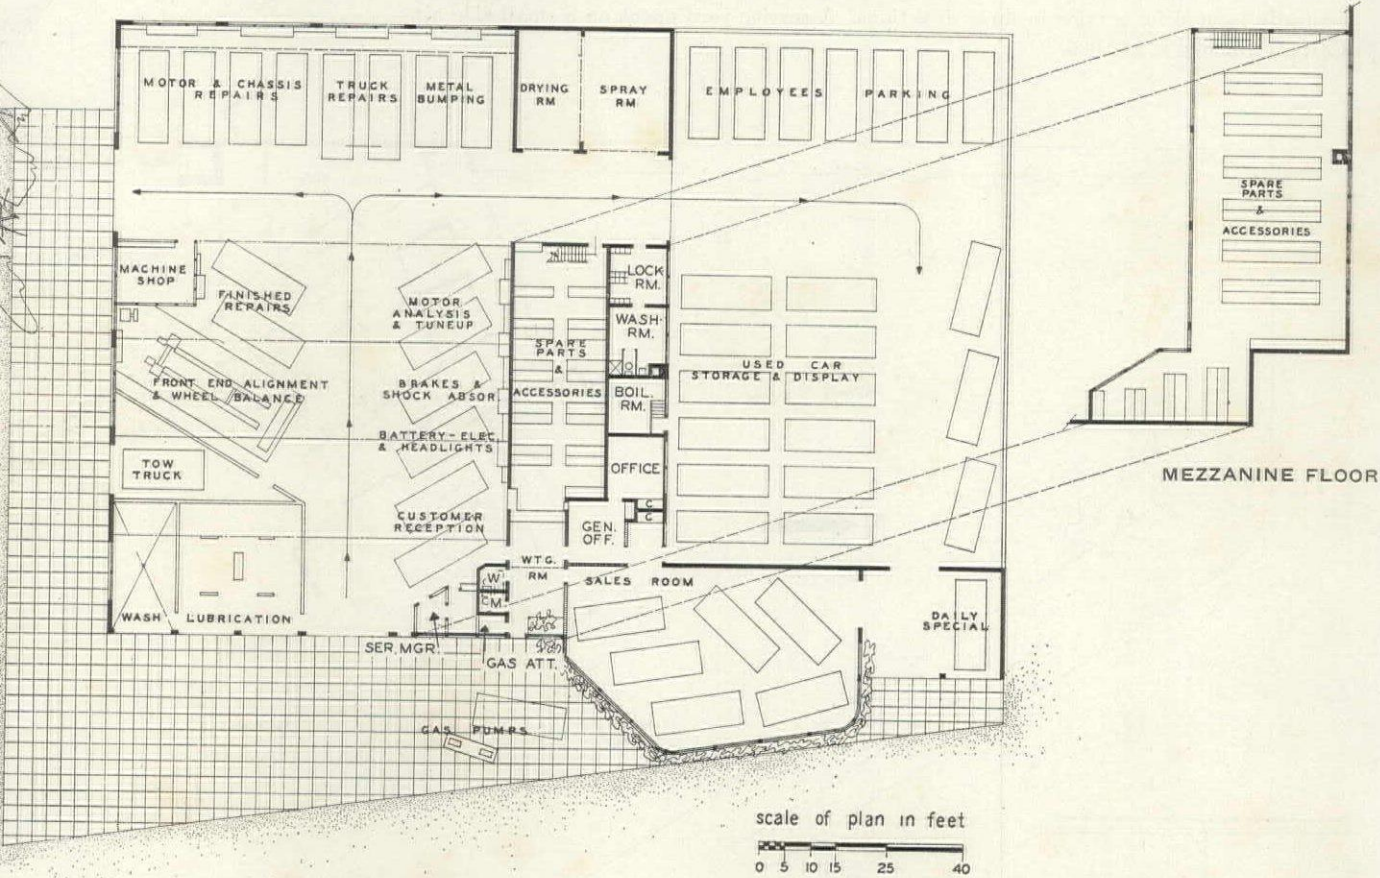 MOTOR & CHASSIS
REPAIRS
TRUCK
REPAIRS
METAL
BUMPING
DRYING
RM
SPRAY
RM
EMPLOYEES PARKING
SPARE
PARTS
&
ACCESSORIES
MACHINE
SHOP
FINISHED
REPAIRS
MOTOR
ANALYSIS
& TUNEUP
LOCK
RM.
WASH-
RM.
SPARE
PARTS
&
ACCESSORIES
USED CAR
STORAGE & DISPLAY
FRONT END ALIGNMENT
& WHEEL BALANCE
BRAKES &
SHOCK ABSOR.
BOIL.
RM.
BATTERY-ELEC.
& HEADLIGHTS
TOW
TRUCK
OFFICE
MEZZANINE FLOOR
CUSTOMER
RECEPTION
C
C
GEN.
OFF.
WTG.
RM
W
M
SALES ROOM
WASH
LUBRICATION
DAILY
SPECIAL
SER. MGR.
GAS ATT.
GAS PUMPS
scale of plan in feet
0 5 10 15 25 40